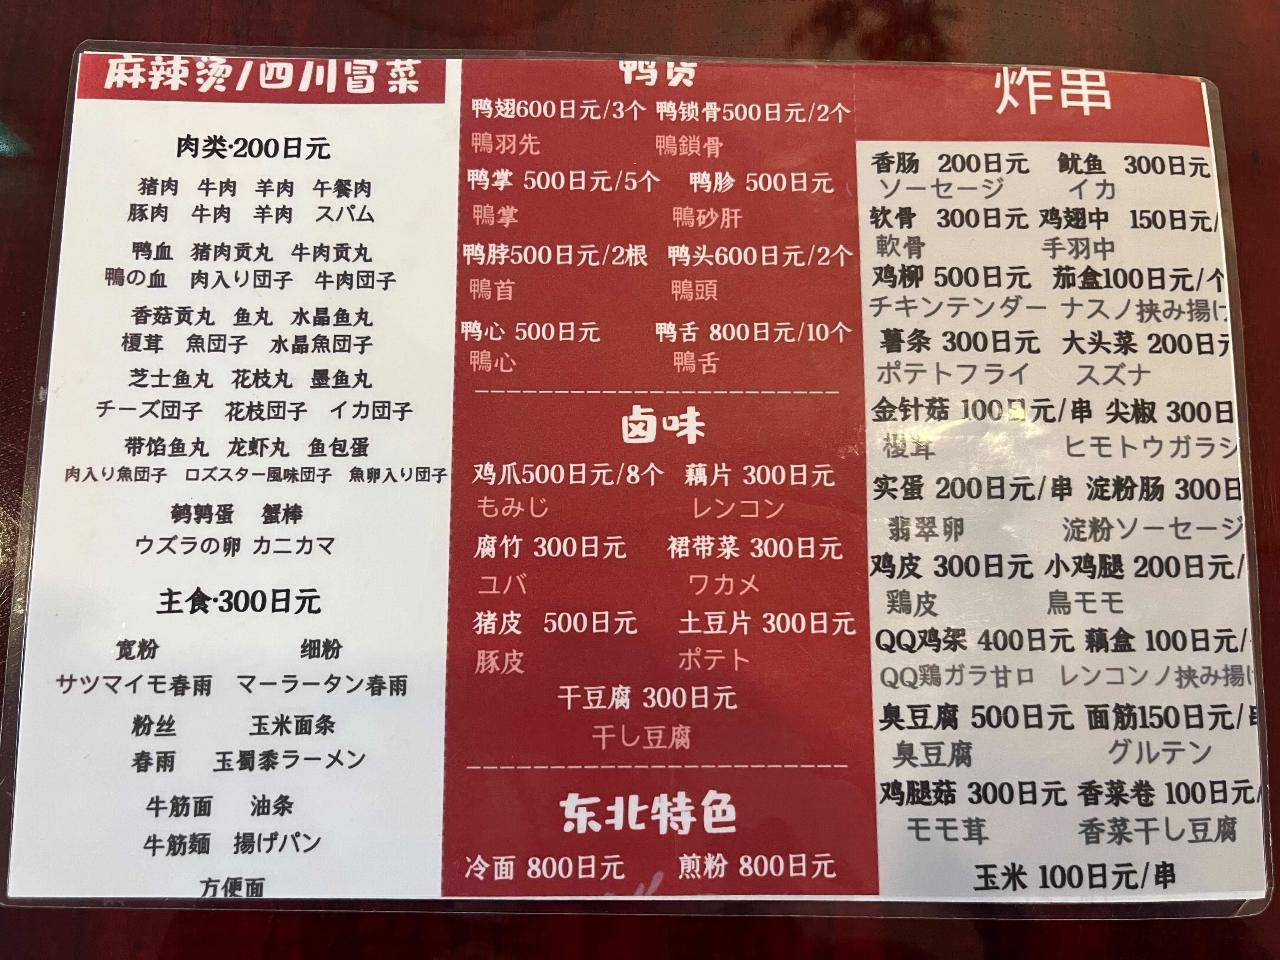 麻辣烫/四川冒菜
肉类·200日元
猪肉 牛肉 羊肉 午餐肉
豚肉 牛肉 羊肉 スパム
鸭血 猪肉贡丸 牛肉贡丸
鴨の血 肉入り団子 牛肉団子
香菇贡丸 鱼丸 水晶鱼丸
榎茸 魚団子 水晶魚団子
芝士鱼丸 花枝丸 墨鱼丸
チーズ団子 花枝団子 イカ団子
带馅鱼丸 龙虾丸 鱼包蛋
肉入り魚団子 ロズスター風味団子 魚卵入り団子
鹌鹑蛋 蟹棒
ウズラの卵 カニカマ
主食·300日元
宽粉 细粉
サツマイモ春雨 マーラータン春雨
粉丝 玉米面条
春雨 玉蜀黍ラーメン
牛筋面 油条
牛筋麺 揚げパン
方便面
鸭货
鸭翅600日元/3个 鸭锁骨500日元/2个
鴨羽先 鴨鎖骨
鸭掌 500日元/5个 鸭胗 500日元
鴨掌 鴨砂肝
鸭脖500日元/2根 鸭头600日元/2个
鴨首 鴨頭
鸭心 500日元 鸭舌 800日元/10个
鴨心 鴨舌
卤味
鸡爪500日元/8个 藕片 300日元
もみじ レンコン
腐竹 300日元 裙带菜 300日元
ユバ ワカメ
猪皮 500日元 土豆片 300日元
豚皮 ポテト
干豆腐 300日元
干し豆腐
东北特色
冷面 800日元 煎粉 800日元
炸串
香肠 200日元 鱿鱼 300日元
ソーセージ イカ
软骨 300日元 鸡翅中 150日元/
軟骨 手羽中
鸡柳 500日元 茄盒100日元/个
チキンテンダー ナスノ挟み揚げ
薯条 300日元 大头菜 200日元
ポテトフライ スズナ
金针菇 100日元/串 尖椒 300日
榎茸 ヒモトウガラシ
实蛋 200日元/串 淀粉肠 300日
翡翠卵 淀粉ソーセージ
鸡皮 300日元 小鸡腿 200日元/
鶏皮 鳥モモ
QQ鸡架 400日元 藕盒 100日元/
QQ鶏ガラ甘口 レンコンノ挟み揚げ
臭豆腐 500日元 面筋150日元/串
臭豆腐 グルテン
鸡腿菇 300日元 香菜卷 100日元/
モモ茸 香菜干し豆腐
玉米 100日元/串